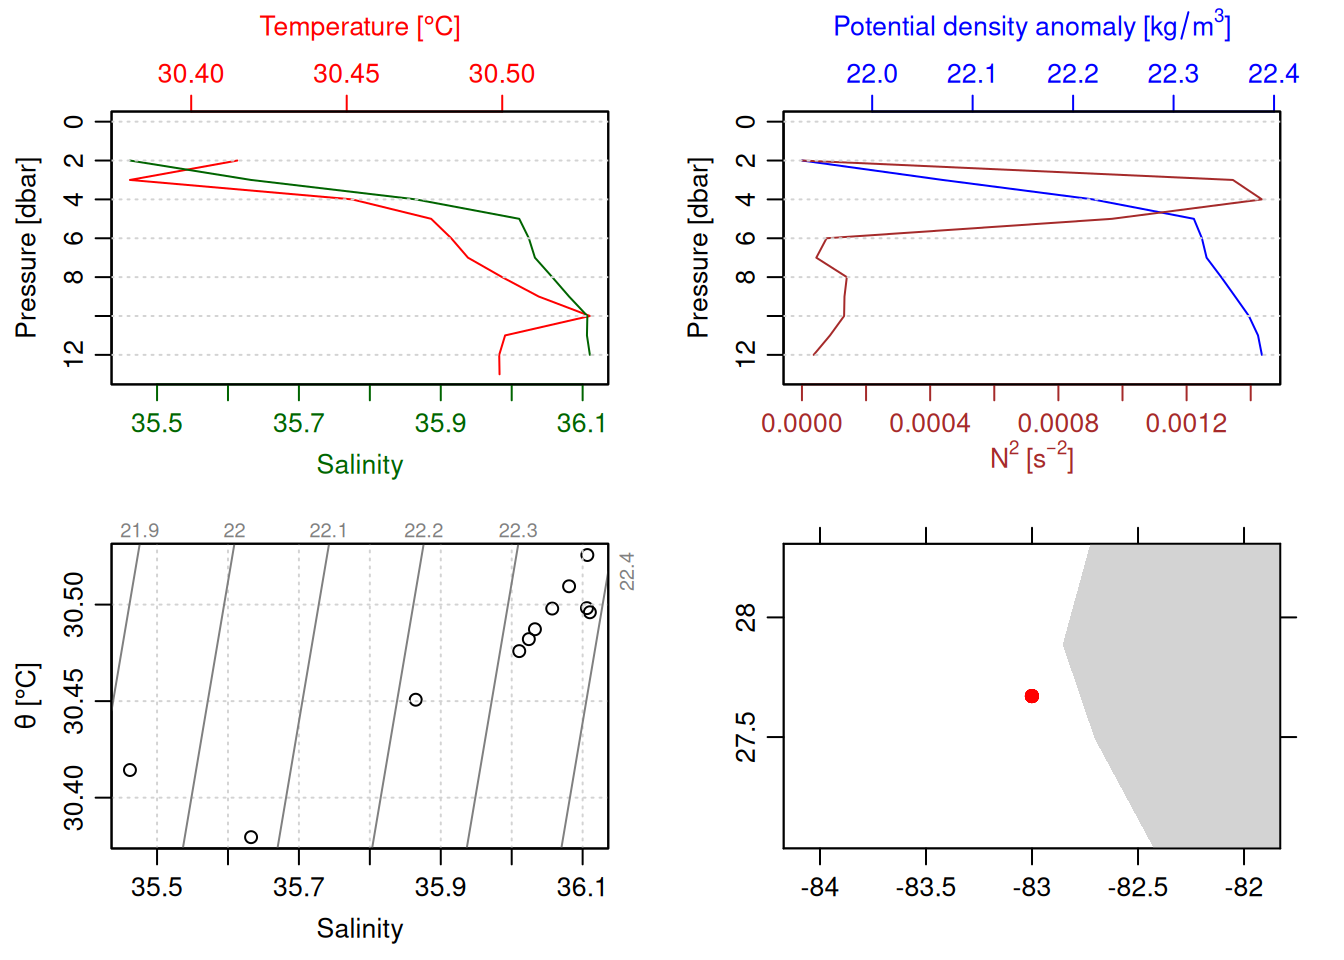 Temperature [°C]
30.40 30.45 30.50
Pressure [dbar]
0
2
4
6
8
12
35.5 35.7 35.9 36.1
Salinity
Potential density anomaly [kg/m³]
22.0 22.1 22.2 22.3 22.4
Pressure [dbar]
0
2
4
6
8
12
0.0000 0.0004 0.0008 0.0012
N² [s⁻²]
21.9 22 22.1 22.2 22.3
22.4
θ [°C]
30.50
30.45
30.40
35.5 35.7 35.9 36.1
Salinity
28
27.5
-84 -83.5 -83 -82.5 -82